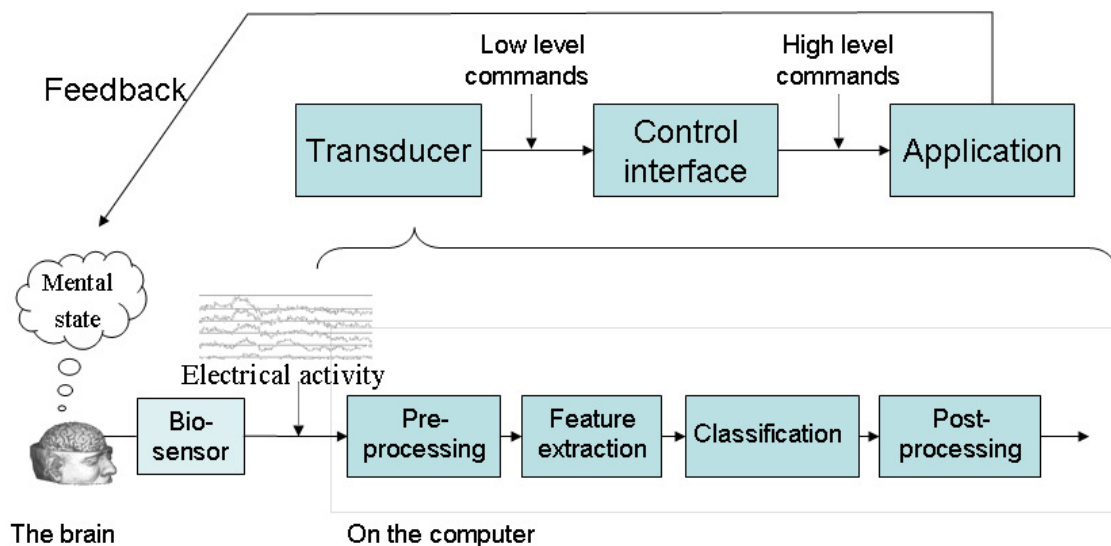 Low level
commands
High level
commands
Feedback
Transducer
Control
interface
Application
Mental
state
Electrical activity
Bio-
sensor
Pre-
processing
Feature
extraction
Classification
Post-
processing
The brain
On the computer